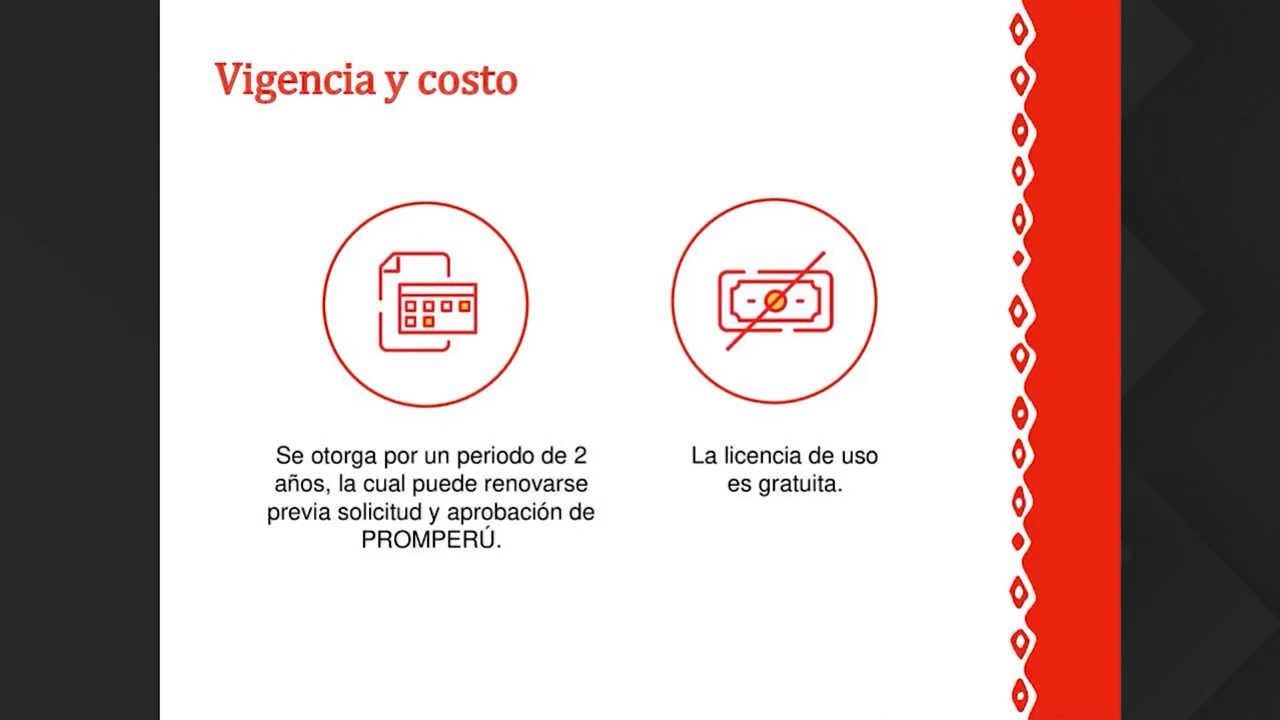 Vigencia y costo
Se otorga por un periodo de 2
años, la cual puede renovarse
previa solicitud y aprobación de
PROMPERÚ.
La licencia de uso
es gratuita.